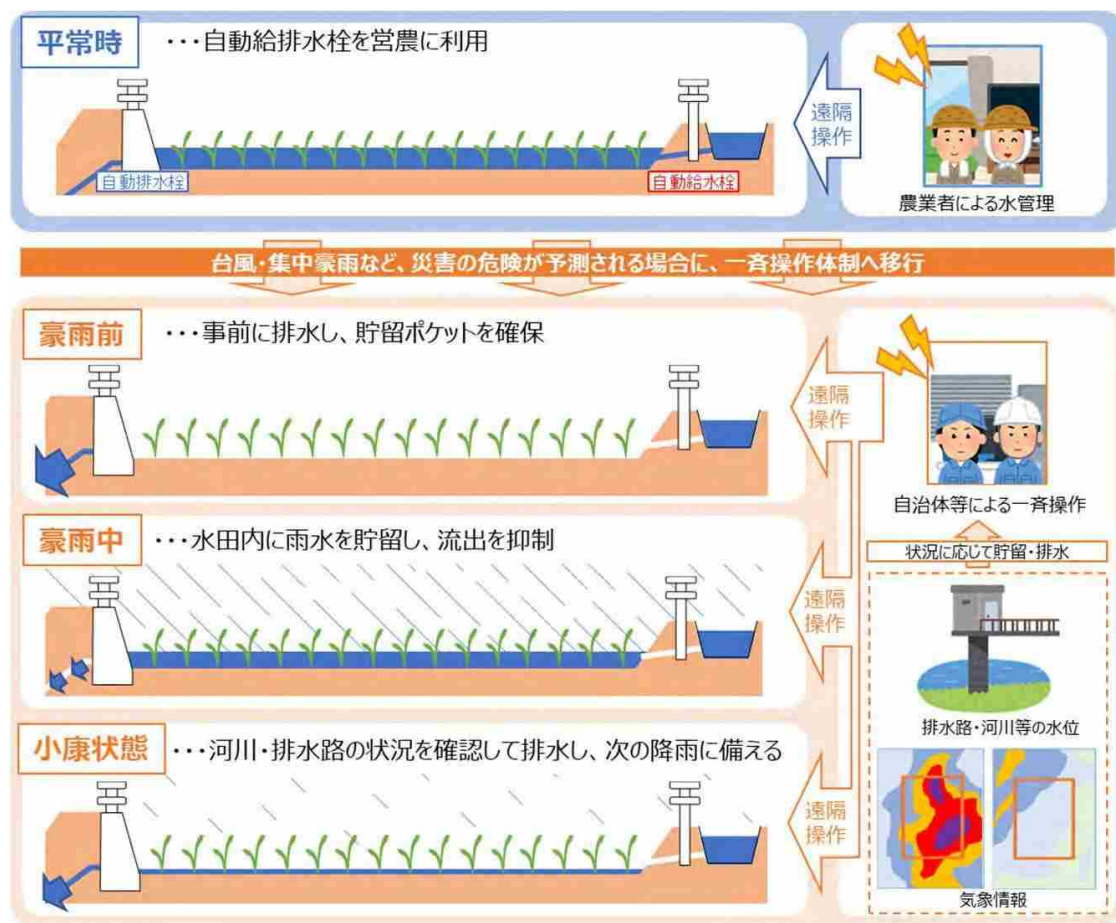 平常時
・・・自動給排水栓を営農に利用
自動排水栓
自動給水栓
遠隔
操作
農業者による水管理
台風・集中豪雨など、災害の危険が予測される場合に、一斉操作体制へ移行
豪雨前
・・・事前に排水し、貯留ポケットを確保
遠隔
操作
自治体等による一斉操作
豪雨中
・・・水田内に雨水を貯留し、流出を抑制
遠隔
操作
状況に応じて貯留・排水
排水路・河川等の水位
小康状態
・・・河川・排水路の状況を確認して排水し、次の降雨に備える
遠隔
操作
気象情報